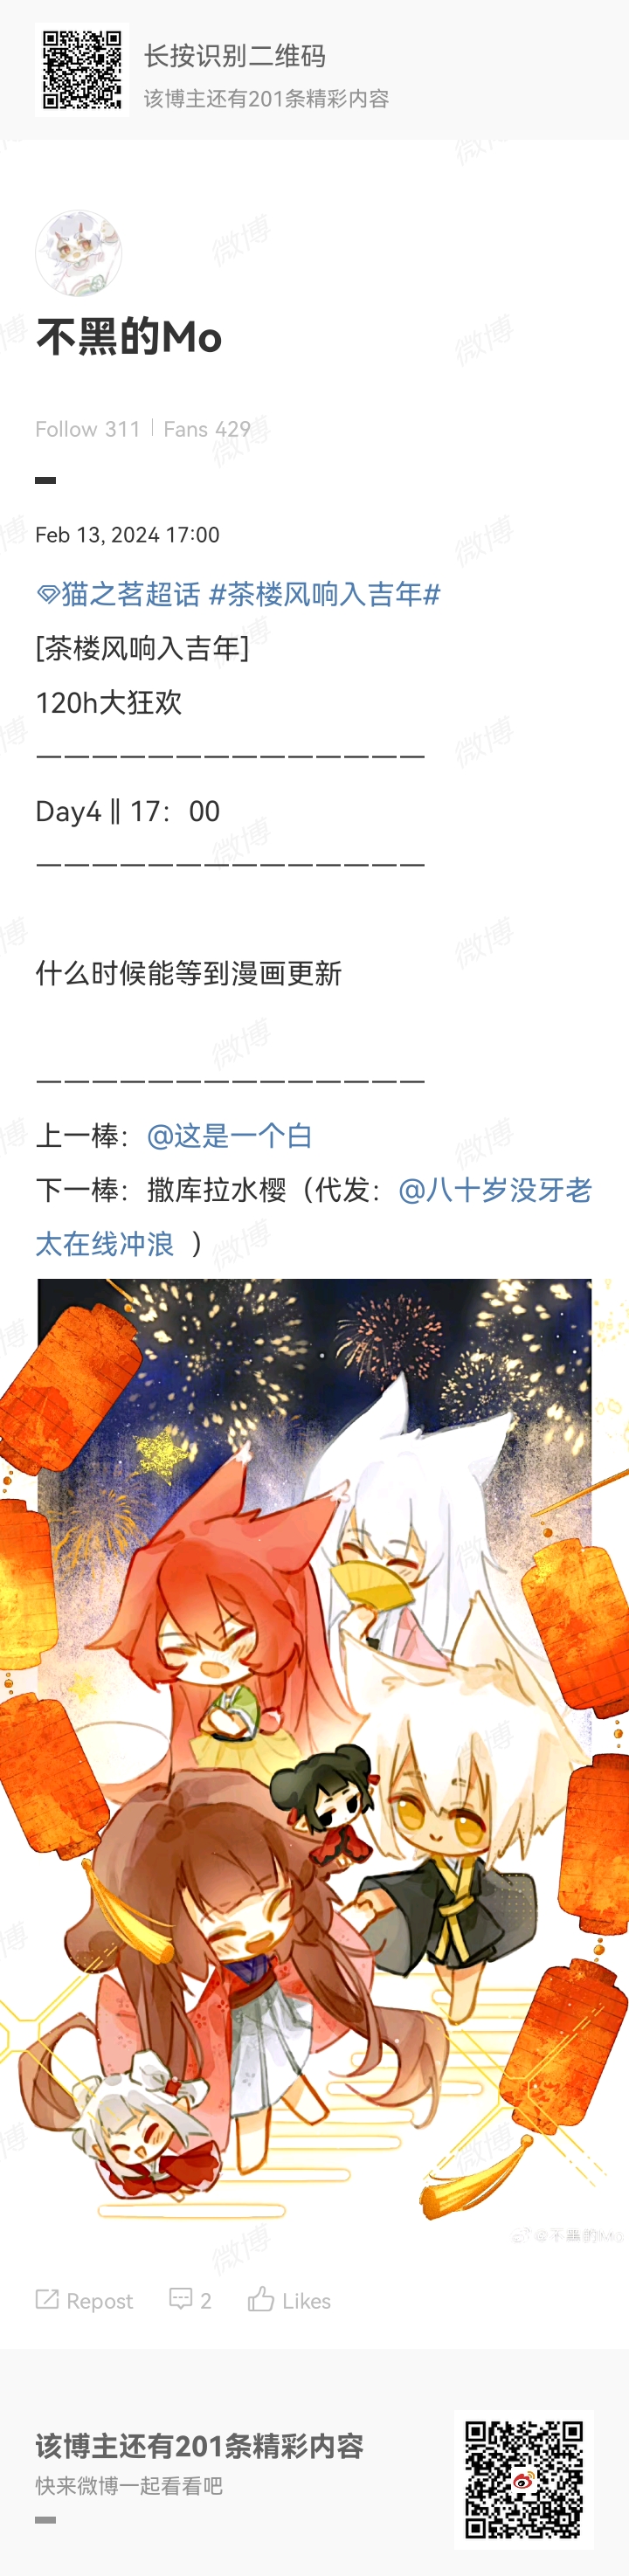 长按识别二维码
该博主还有201条精彩内容
不黑的Mo
Follow 311 | Fans 429
Feb 13, 2024 17:00
猫之茗超话 #茶楼风响入吉年#
[茶楼风响入吉年]
120h大狂欢
——————————————
Day4 ‖ 17：00
——————————————
什么时候能等到漫画更新
——————————————
上一棒：@这是一个白
下一棒：撒库拉水樱（代发：@八十岁没牙老
太在线冲浪 ）
@不黑的Mo
Repost 2 Likes
该博主还有201条精彩内容
快来微博一起看看吧
微博